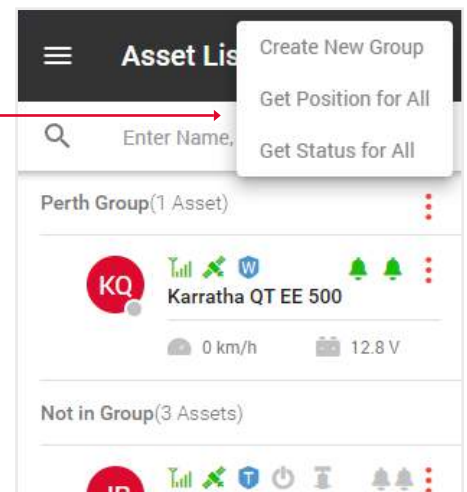 Asset Lis
Create New Group
Get Position for All
Get Status for All
Enter Name,
Perth Group(1 Asset)
KQ
W
Karratha QT EE 500
0 km/h
12.8 V
Not in Group(3 Assets)
T